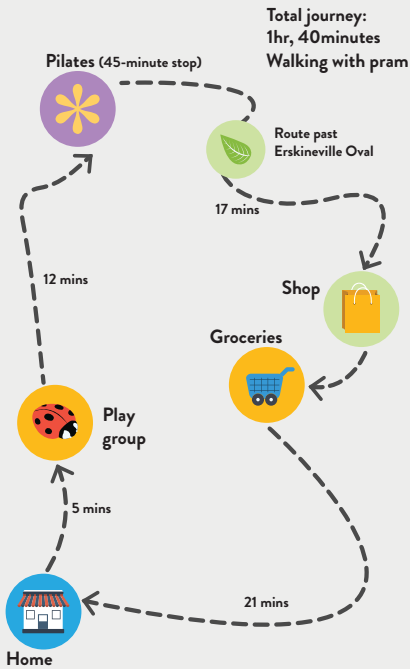 Total journey:
1hr, 40minutes
Walking with pram
Pilates (45-minute stop)
Route past
Erskineville Oval
17 mins
12 mins
Shop
Groceries
Play
group
5 mins
21 mins
Home